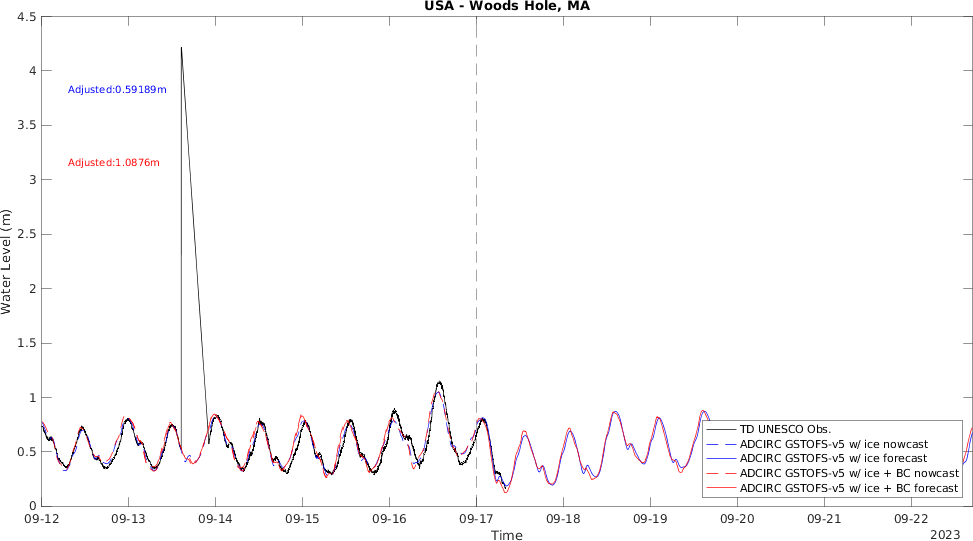 USA - Woods Hole, MA
4.5
4
3.5
3
2.5
2
1.5
1
0.5
0
Water Level (m)
Adjusted:0.59189m
Adjusted:1.0876m
TD UNESCO Obs.
ADCIRC GSTOFS-v5 w/ ice nowcast
ADCIRC GSTOFS-v5 w/ ice forecast
ADCIRC GSTOFS-v5 w/ ice + BC nowcast
ADCIRC GSTOFS-v5 w/ ice + BC forecast
09-12 09-13 09-14 09-15 09-16 09-17 09-18 09-19 09-20 09-21 09-22
Time
2023